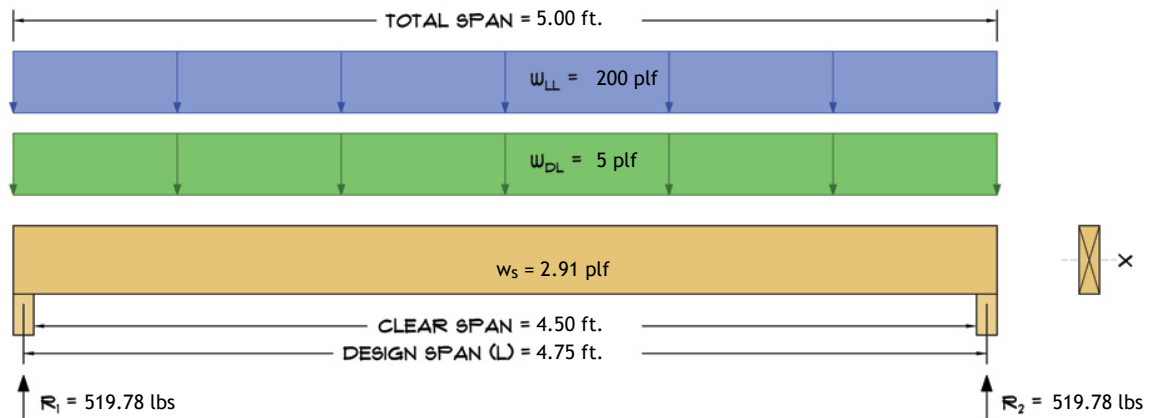 TOTAL SPAN = 5.00 ft.
WLL = 200 plf
WDL = 5 plf
ws = 2.91 plf
X
CLEAR SPAN = 4.50 ft.
DESIGN SPAN (L) = 4.75 ft.
R1 = 519.78 lbs
R2 = 519.78 lbs